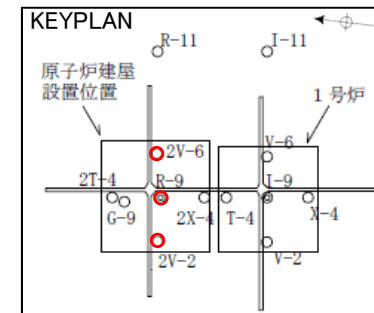 KEYPLAN
R-11
I-11
原子炉建屋
設置位置
1号炉
2V-6
V-6
2T-4
R-9
I-9
G-9
2X-4
T-4
X-4
2V-2
V-2